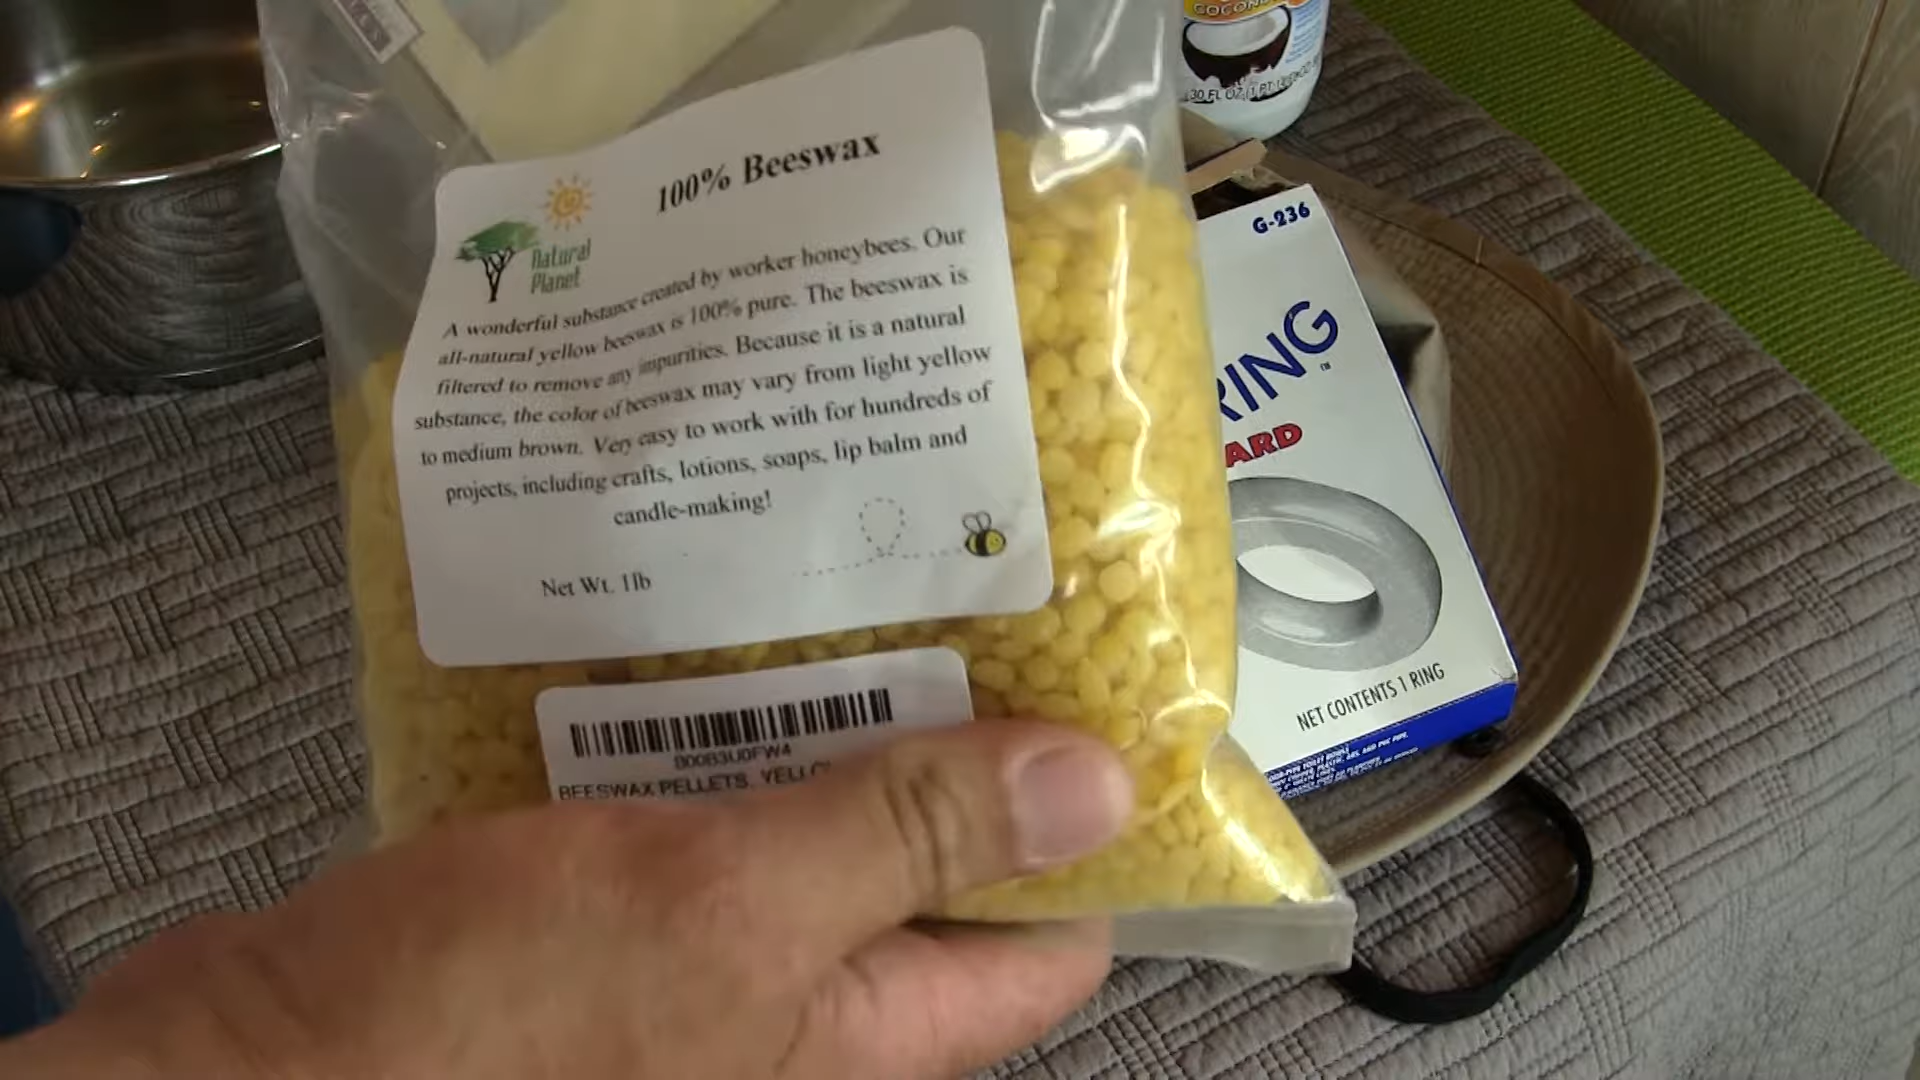 100% Beeswax
Natural
Planet
A wonderful substance created by worker honeybees. Our
all-natural yellow beeswax is 100% pure. The beeswax is
filtered to remove any impurities. Because it is a natural
substance, the color of beeswax may vary from light yellow
to medium brown. Very easy to work with for hundreds of
projects, including crafts, lotions, soaps, lip balm and
candle-making!
Net Wt. 1lb
B00B3U0FW4
BEESWAX PELLETS, YELLO
30 FL OZ (1 PT
G-236
RING
TM
ARD
NET CONTENTS 1 RING